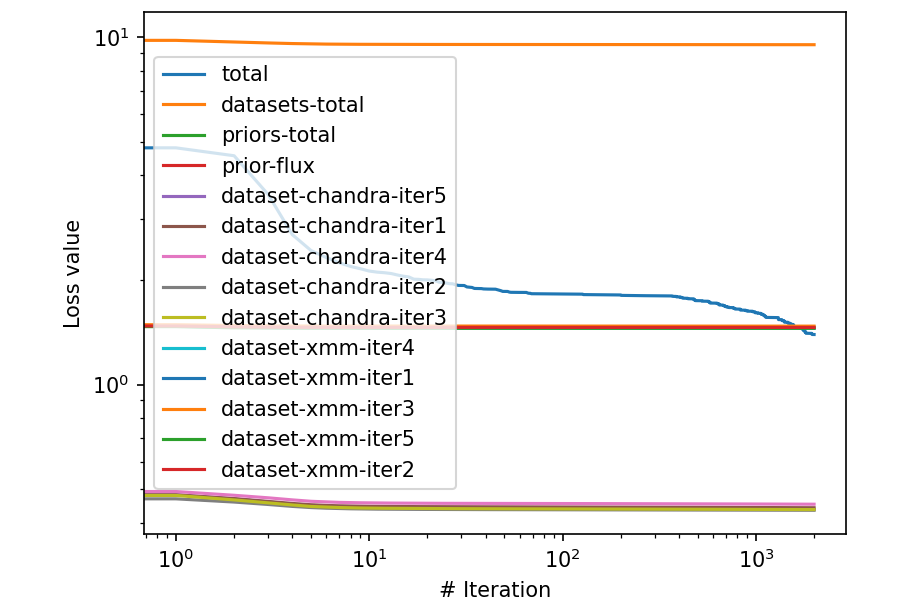 10¹
Loss value
10⁰
total
datasets-total
priors-total
prior-flux
dataset-chandra-iter5
dataset-chandra-iter1
dataset-chandra-iter4
dataset-chandra-iter2
dataset-chandra-iter3
dataset-xmm-iter4
dataset-xmm-iter1
dataset-xmm-iter3
dataset-xmm-iter5
dataset-xmm-iter2
10⁰ 10¹ 10² 10³
# Iteration